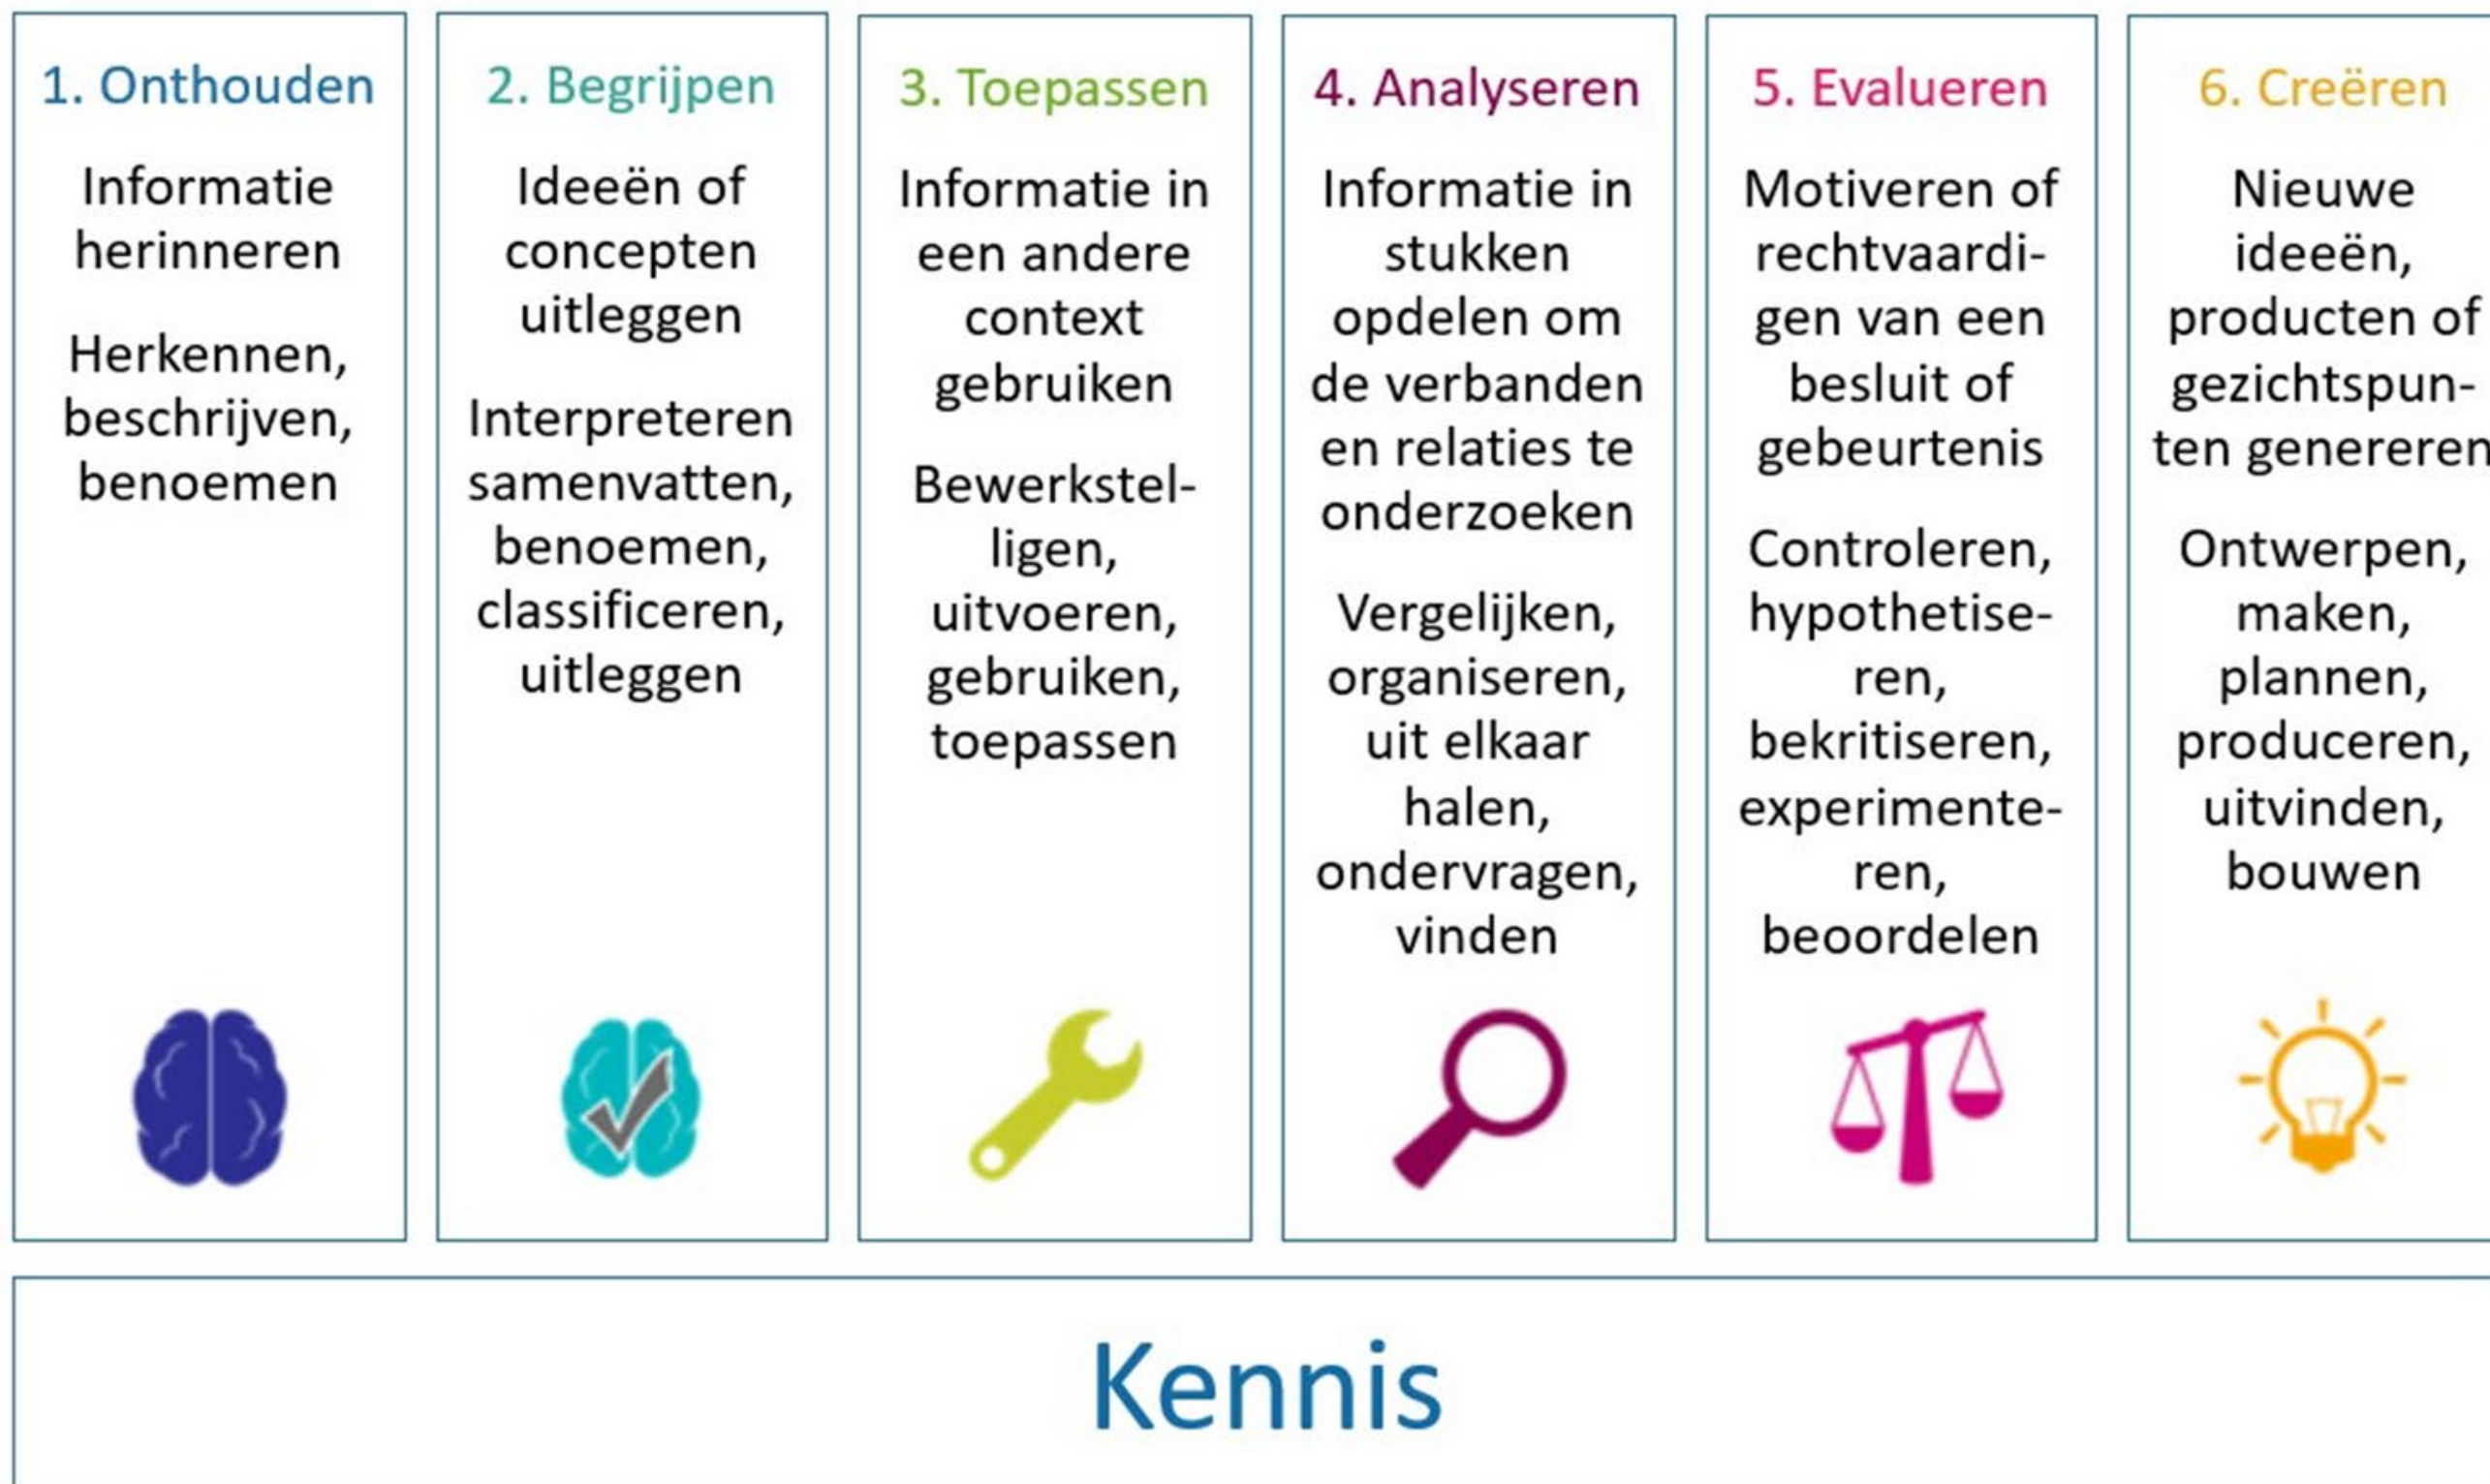 1. Onthouden
Informatie
herinneren
Herkennen,
beschrijven,
benoemen
2. Begrijpen
Ideeën of
concepten
uitleggen
Interpreteren
samenvatten,
benoemen,
classificeren,
uitleggen
3. Toepassen
Informatie in
een andere
context
gebruiken
Bewerkstel-
ligen,
uitvoeren,
gebruiken,
toepassen
4. Analyseren
Informatie in
stukken
opdelen om
de verbanden
en relaties te
onderzoeken
Vergelijken,
organiseren,
uit elkaar
halen,
ondervragen,
vinden
5. Evalueren
Motiveren of
rechtvaardi-
gen van een
besluit of
gebeurtenis
Controleren,
hypothetise-
ren,
bekritiseren,
experimente-
ren,
beoordelen
6. Creëren
Nieuwe
ideeën,
producten of
gezichtspun-
ten genereren
Ontwerpen,
maken,
plannen,
produceren,
uitvinden,
bouwen
Kennis